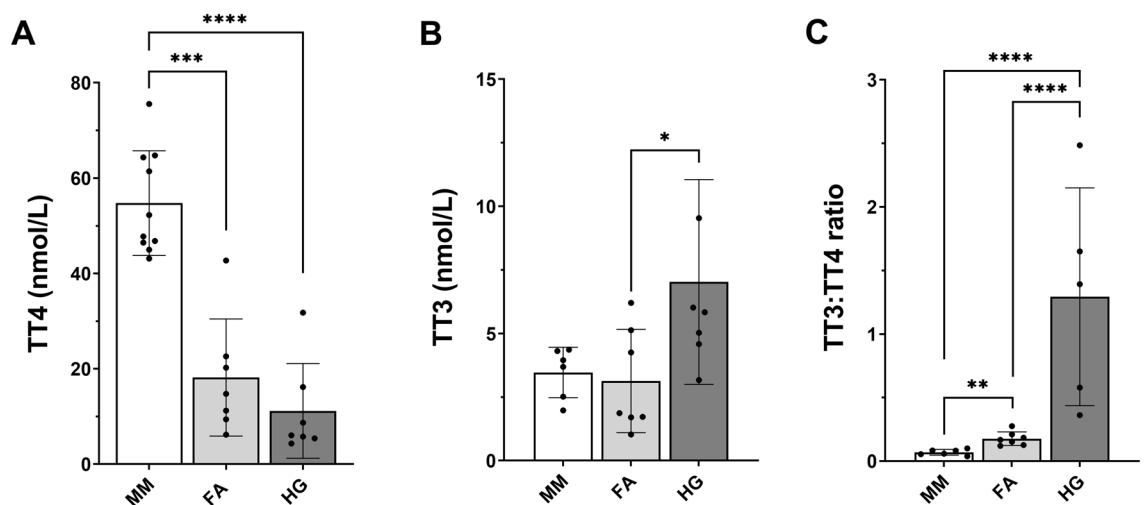 A
TT4 (nmol/L)
80
60
40
20
0
****
***
MM
FA
HG
B
TT3 (nmol/L)
15
10
5
0
*
MM
FA
HG
C
TT3:TT4 ratio
3
2
1
0
****
****
**
MM
FA
HG